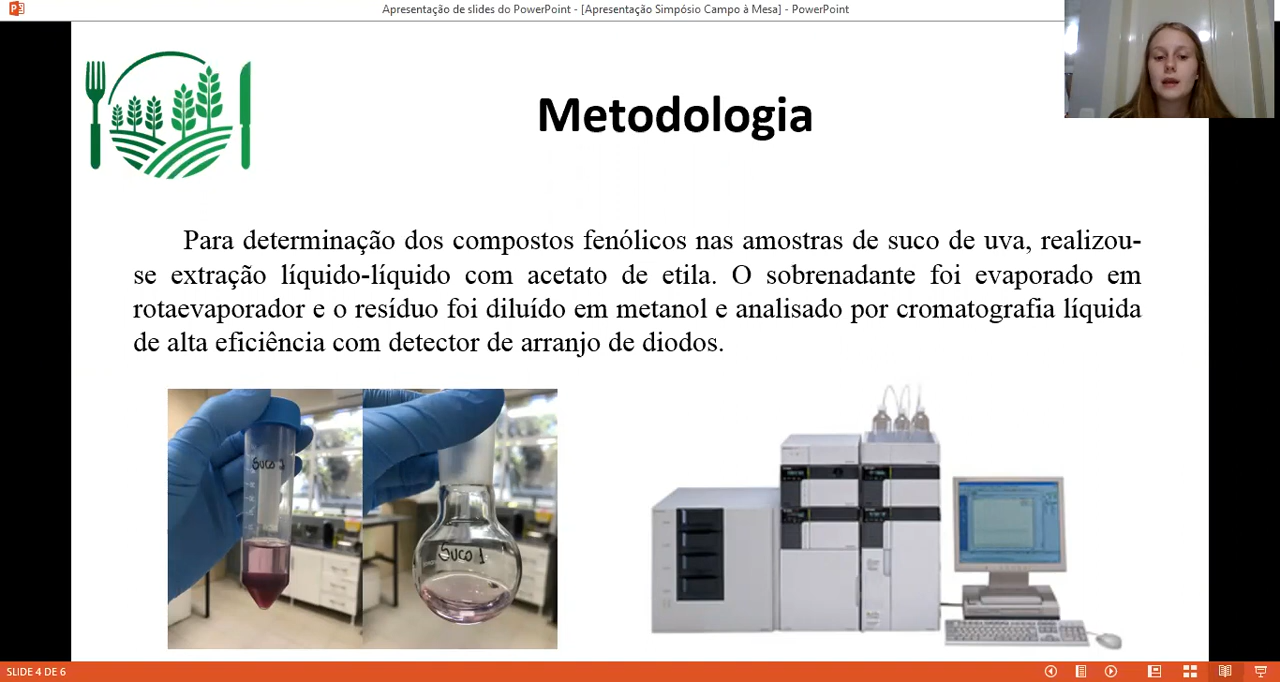 Apresentação de slides do PowerPoint - [Apresentação Simpósio Campo à Mesa] - PowerPoint
Metodologia
Para determinação dos compostos fenólicos nas amostras de suco de uva, realizou-
se extração líquido-líquido com acetato de etila. O sobrenadante foi evaporado em
rotaevaporador e o resíduo foi diluído em metanol e analisado por cromatografia líquida
de alta eficiência com detector de arranjo de diodos.
Suco 1
SLIDE 4 DE 6